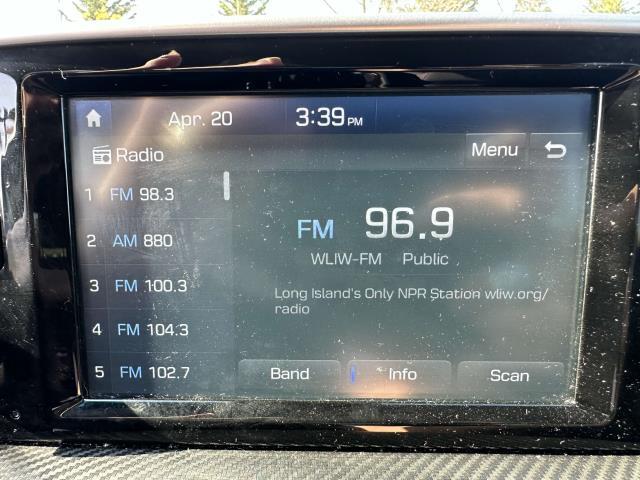 Apr. 20 3:39 PM
Radio Menu
1 FM 98.3
2 AM 880
3 FM 100.3
4 FM 104.3
5 FM 102.7
FM 96.9
WLIW-FM Public
Long Island's Only NPR Station wliw.org/
radio
Band Info Scan